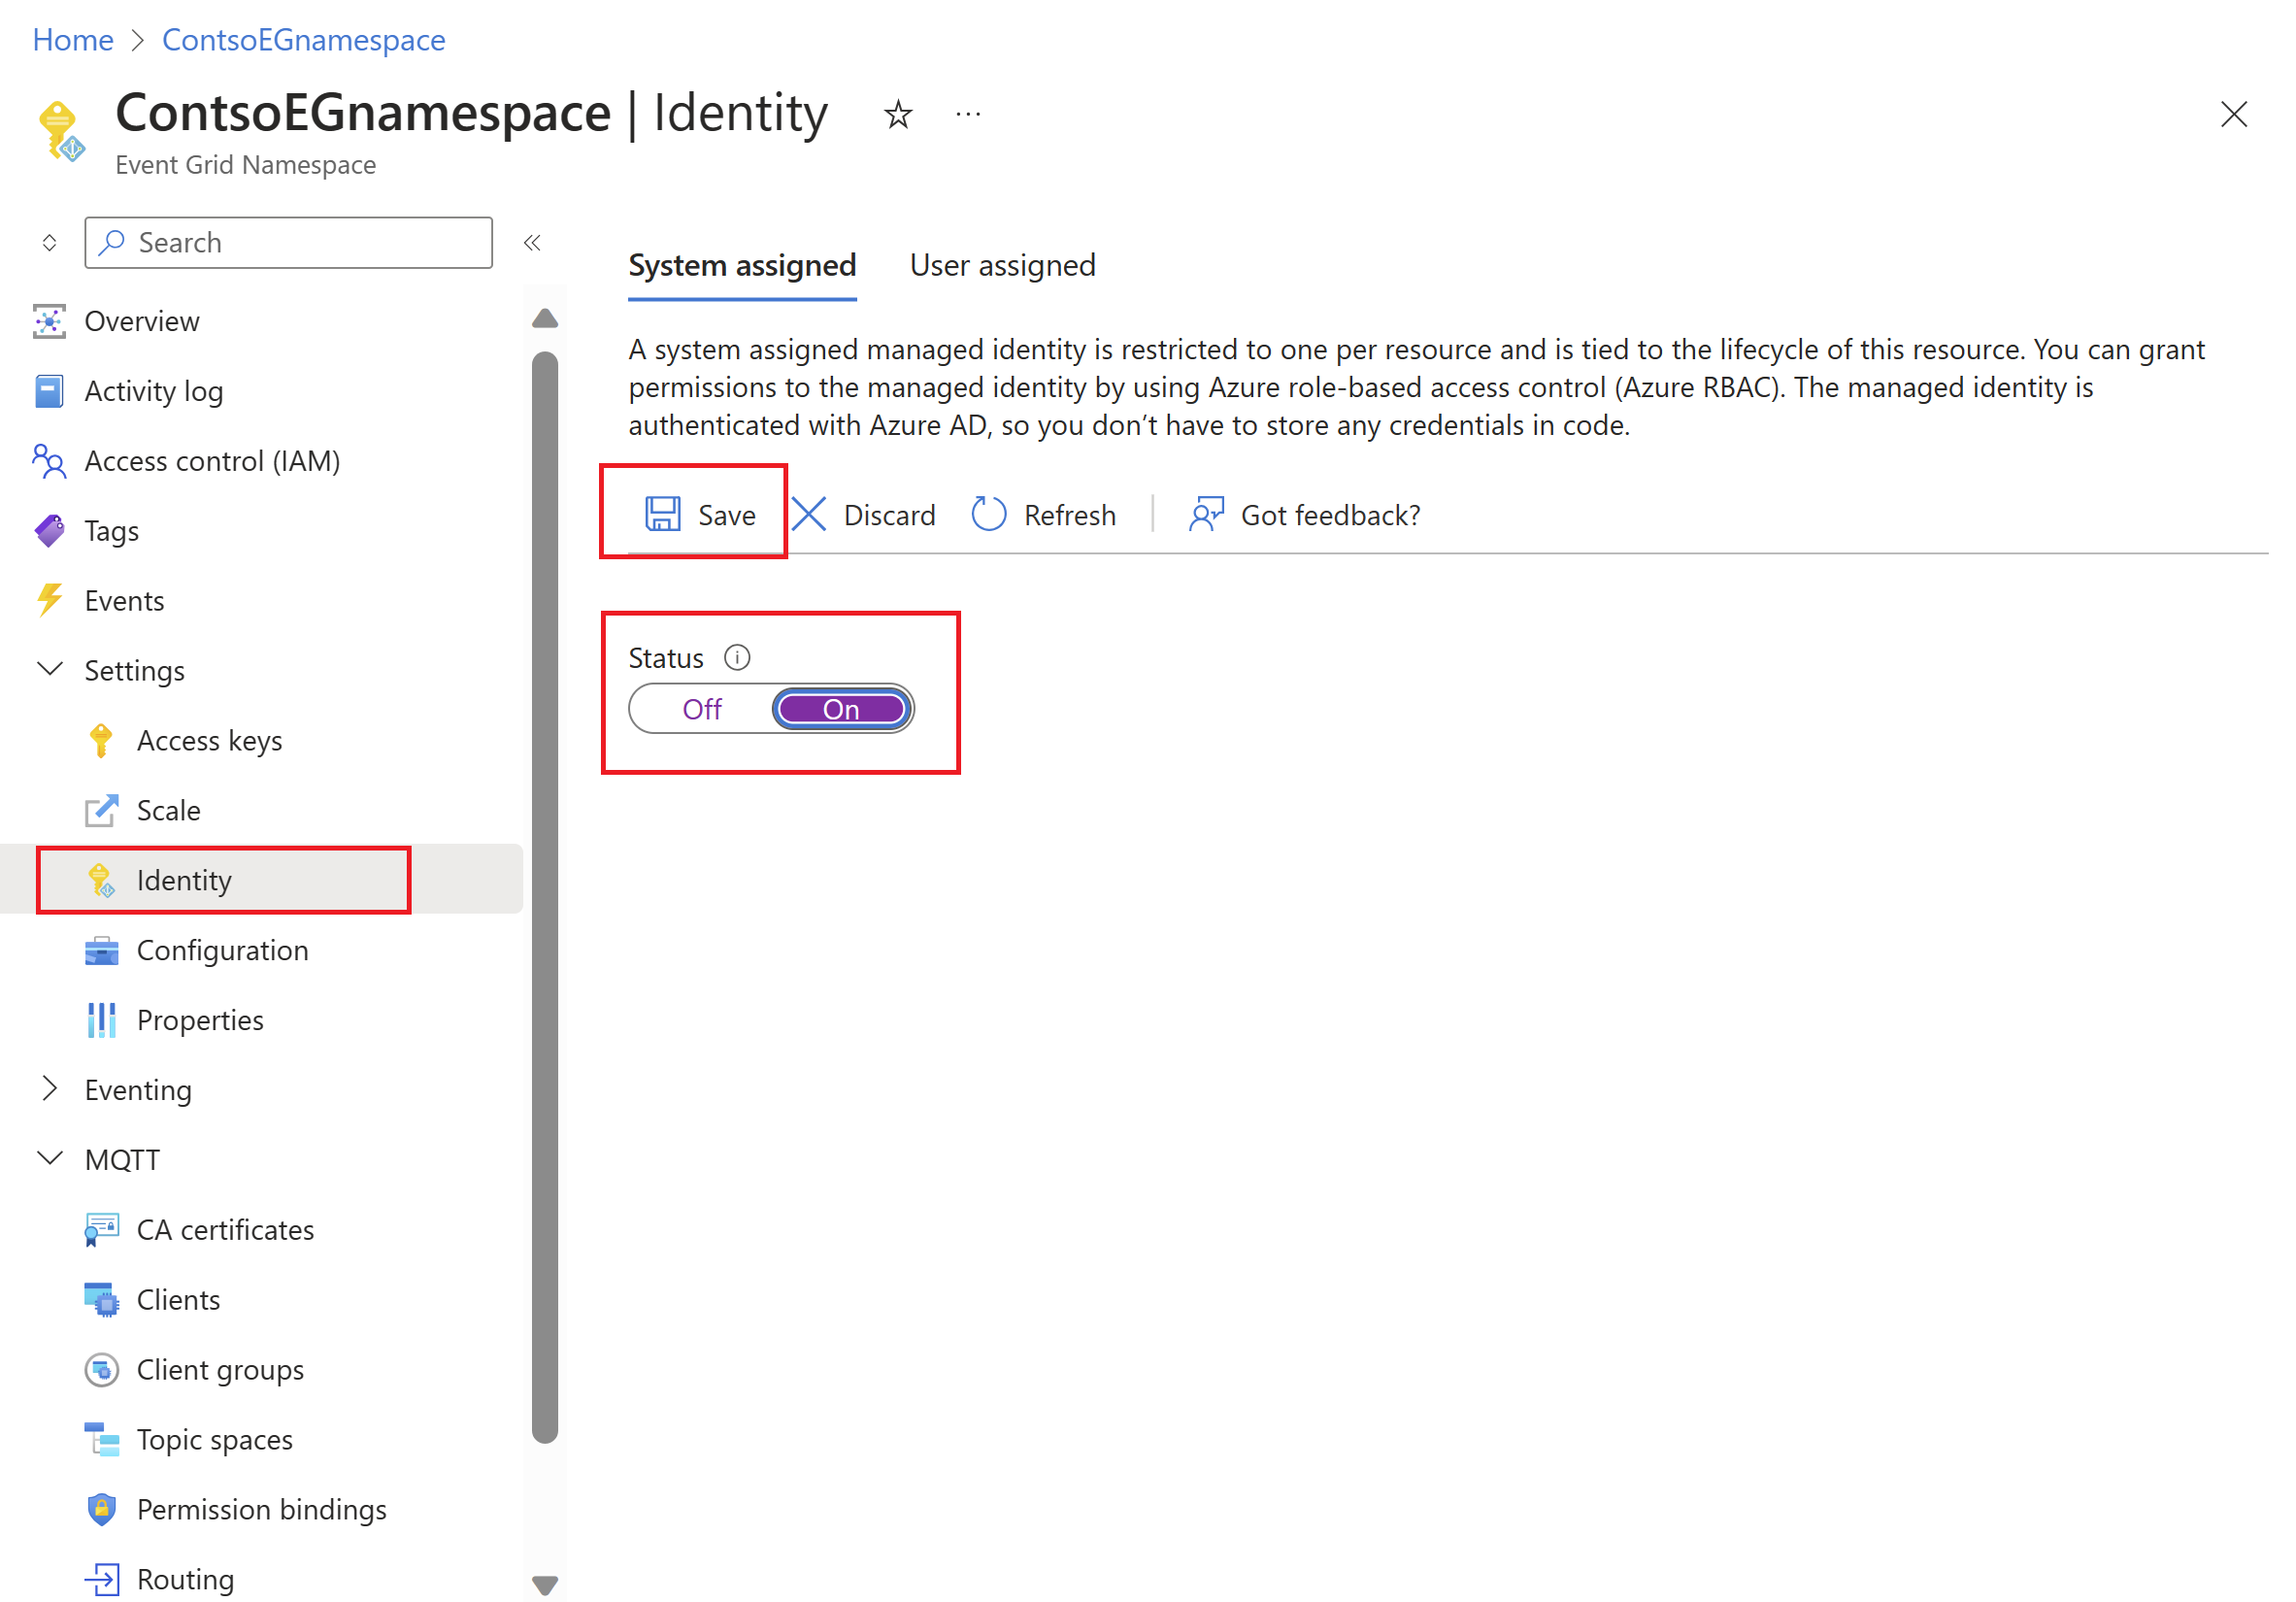 Home > ContsoEGnamespace
ContsoEGnamespace | Identity
Event Grid Namespace
Search
Overview
Activity log
Access control (IAM)
Tags
Events
Settings
Access keys
Scale
Identity
Configuration
Properties
Eventing
MQTT
CA certificates
Clients
Client groups
Topic spaces
Permission bindings
Routing
System assigned User assigned
A system assigned managed identity is restricted to one per resource and is tied to the lifecycle of this resource. You can grant
permissions to the managed identity by using Azure role-based access control (Azure RBAC). The managed identity is
authenticated with Azure AD, so you don’t have to store any credentials in code.
Save Discard Refresh Got feedback?
Status
Off On